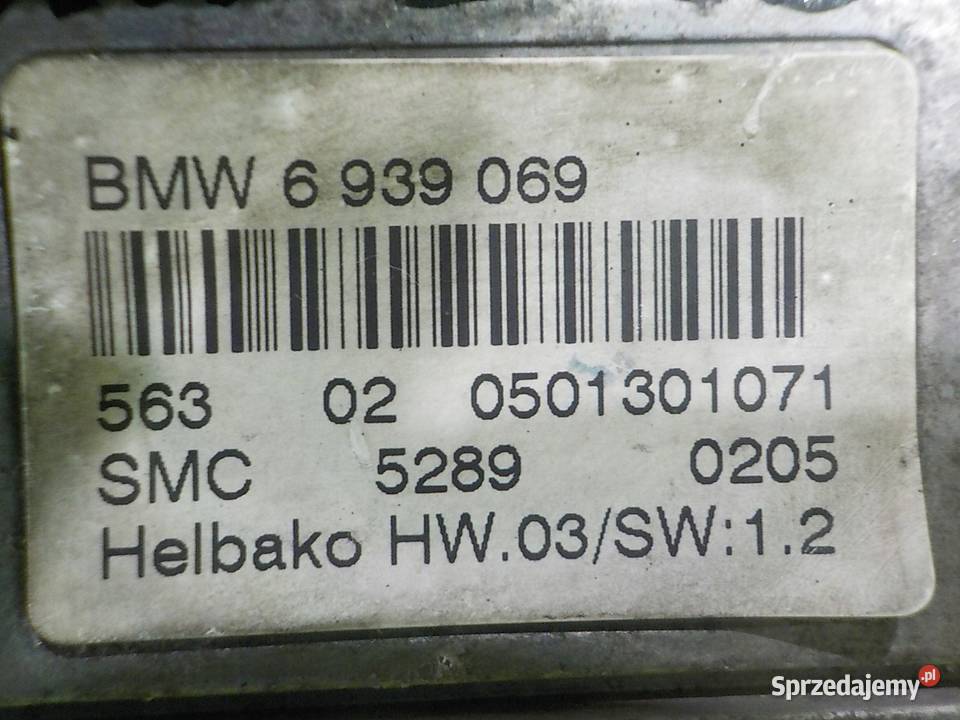 BMW 6 939 069
563 02 0501301071
SMC 5289 0205
Helbako HW.03/SW:1.2
Sprzedajemy.pl